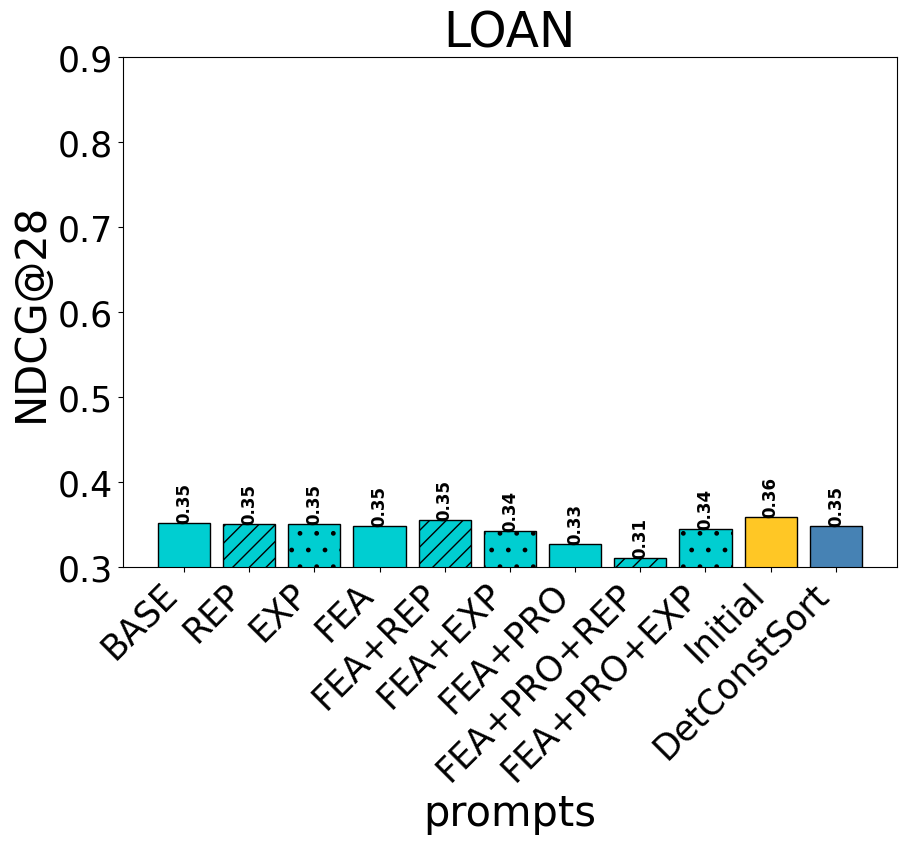 LOAN
NDCG@28
0.9
0.8
0.7
0.6
0.5
0.4
0.3
0.35
0.35
0.35
0.35
0.35
0.34
0.33
0.31
0.34
0.36
0.35
BASE
REP
EXP
FEA
FEA+REP
FEA+EXP
FEA+PRO
FEA+PRO+REP
FEA+PRO+EXP
Initial
DetConstSort
prompts